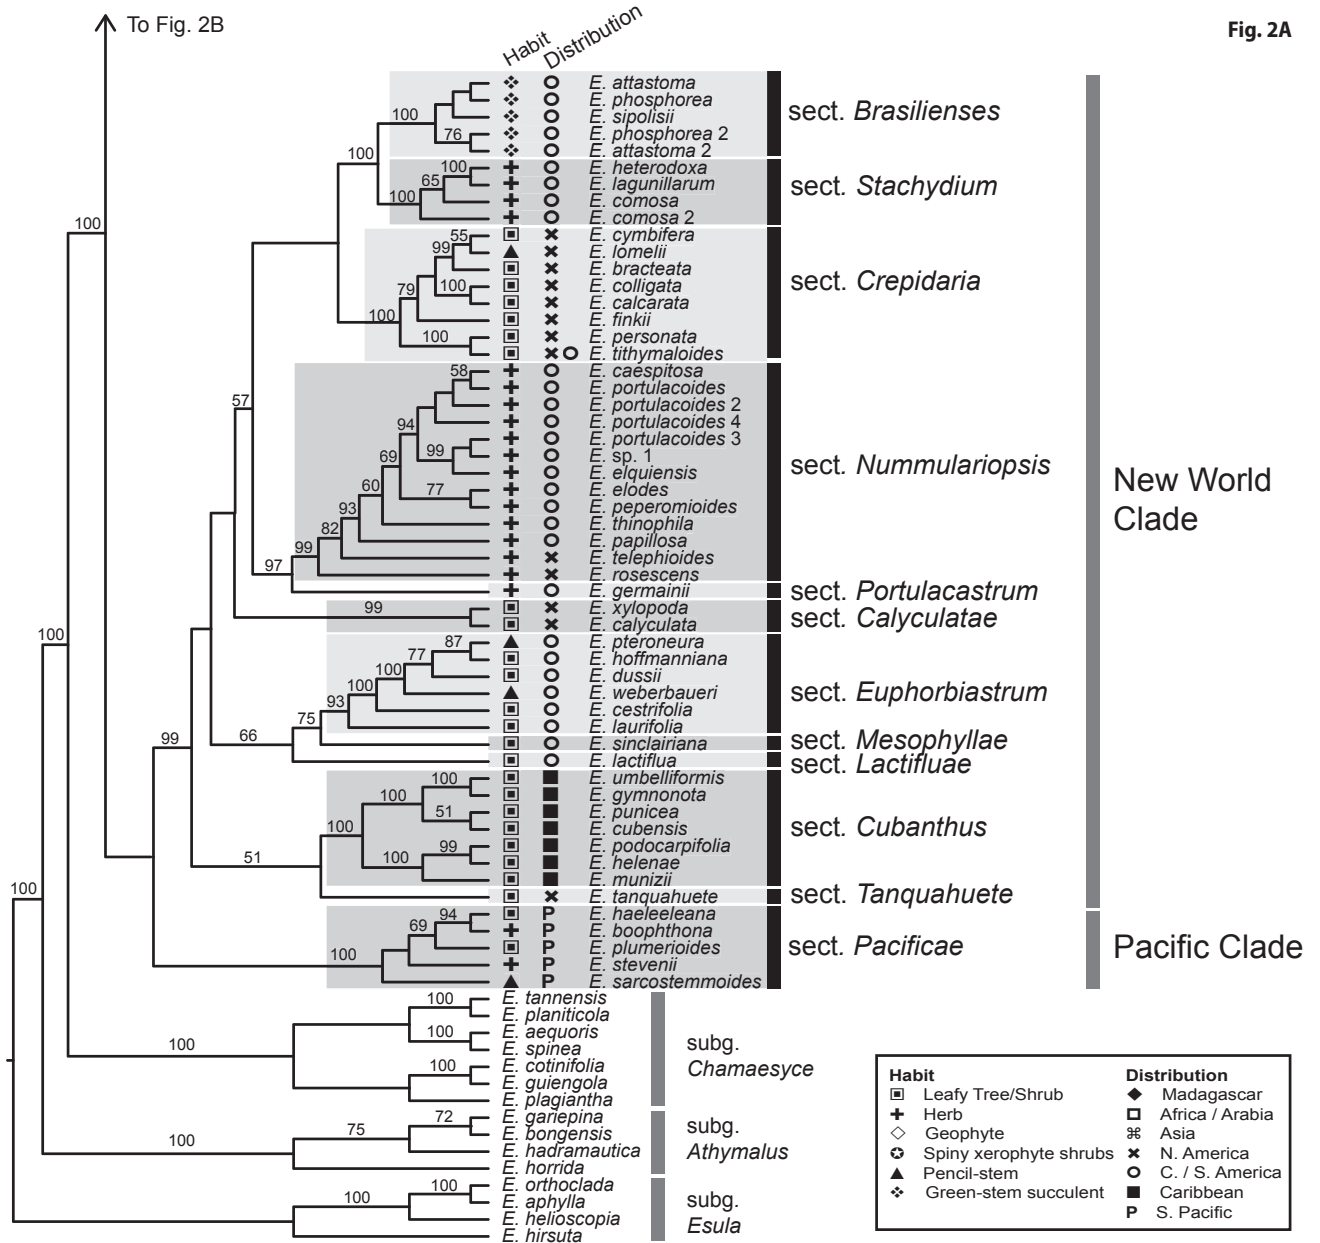 To Fig. 2B
Fig. 2A
Habit
Distribution
E. attastoma
E. phosphorea
E. sipolisii
E. phosphorea 2
E. attastoma 2
sect. Brasilienses
100
76
100
E. heterodoxa
E. lagunillarum
E. comosa
E. comosa 2
sect. Stachydium
100
65
100
100
E. cymbifera
E. lomelii
E. bracteata
E. colligata
E. calcarata
E. finkii
E. personata
E. tithymaloides
sect. Crepidaria
55
99
100
79
100
100
E. caespitosa
E. portulacoides
E. portulacoides 2
E. portulacoides 4
E. portulacoides 3
E. sp. 1
E. elquiensis
E. elodes
E. peperomioides
E. thinophila
E. papillosa
E. telephioides
E. rosescens
sect. Nummulariopsis
58
57
94
99
69
77
60
93
82
99
97
E. germainii
sect. Portulacastrum
E. xylopoda
E. calyculata
sect. Calyculatae
99
New World
Clade
E. pteroneura
E. hoffmanniana
E. dussii
E. weberbaueri
E. cestrifolia
E. laurifolia
sect. Euphorbiastrum
100
87
77
100
100
93
75
66
99
E. sinclairiana
sect. Mesophyllae
E. lactiflua
sect. Lactifluae
E. umbelliformis
E. gymnonota
E. punicea
E. cubensis
E. podocarpifolia
E. helenae
E. munizii
sect. Cubanthus
100
100
51
100
99
100
51
E. tanquahuete
sect. Tanquahuete
100
P E. haeleeleana
P E. boophthona
P E. plumerioides
P E. stevenii
P E. sarcostemmoides
sect. Pacificae
Pacific Clade
94
69
100
E. tannensis
E. planiticola
E. aequoris
E. spinea
E. cotinifolia
E. guiengola
E. plagiantha
subg.
Chamaesyce
100
100
100
100
E. gariepina
E. bongensis
E. hadramautica
E. horrida
subg.
Athymalus
72
75
100
E. orthoclada
E. aphylla
E. helioscopia
E. hirsuta
subg.
Esula
100
100
Habit
Leafy Tree/Shrub
Herb
Geophyte
Spiny xerophyte shrubs
Pencil-stem
Green-stem succulent
Distribution
Madagascar
Africa / Arabia
Asia
N. America
C. / S. America
Caribbean
P S. Pacific